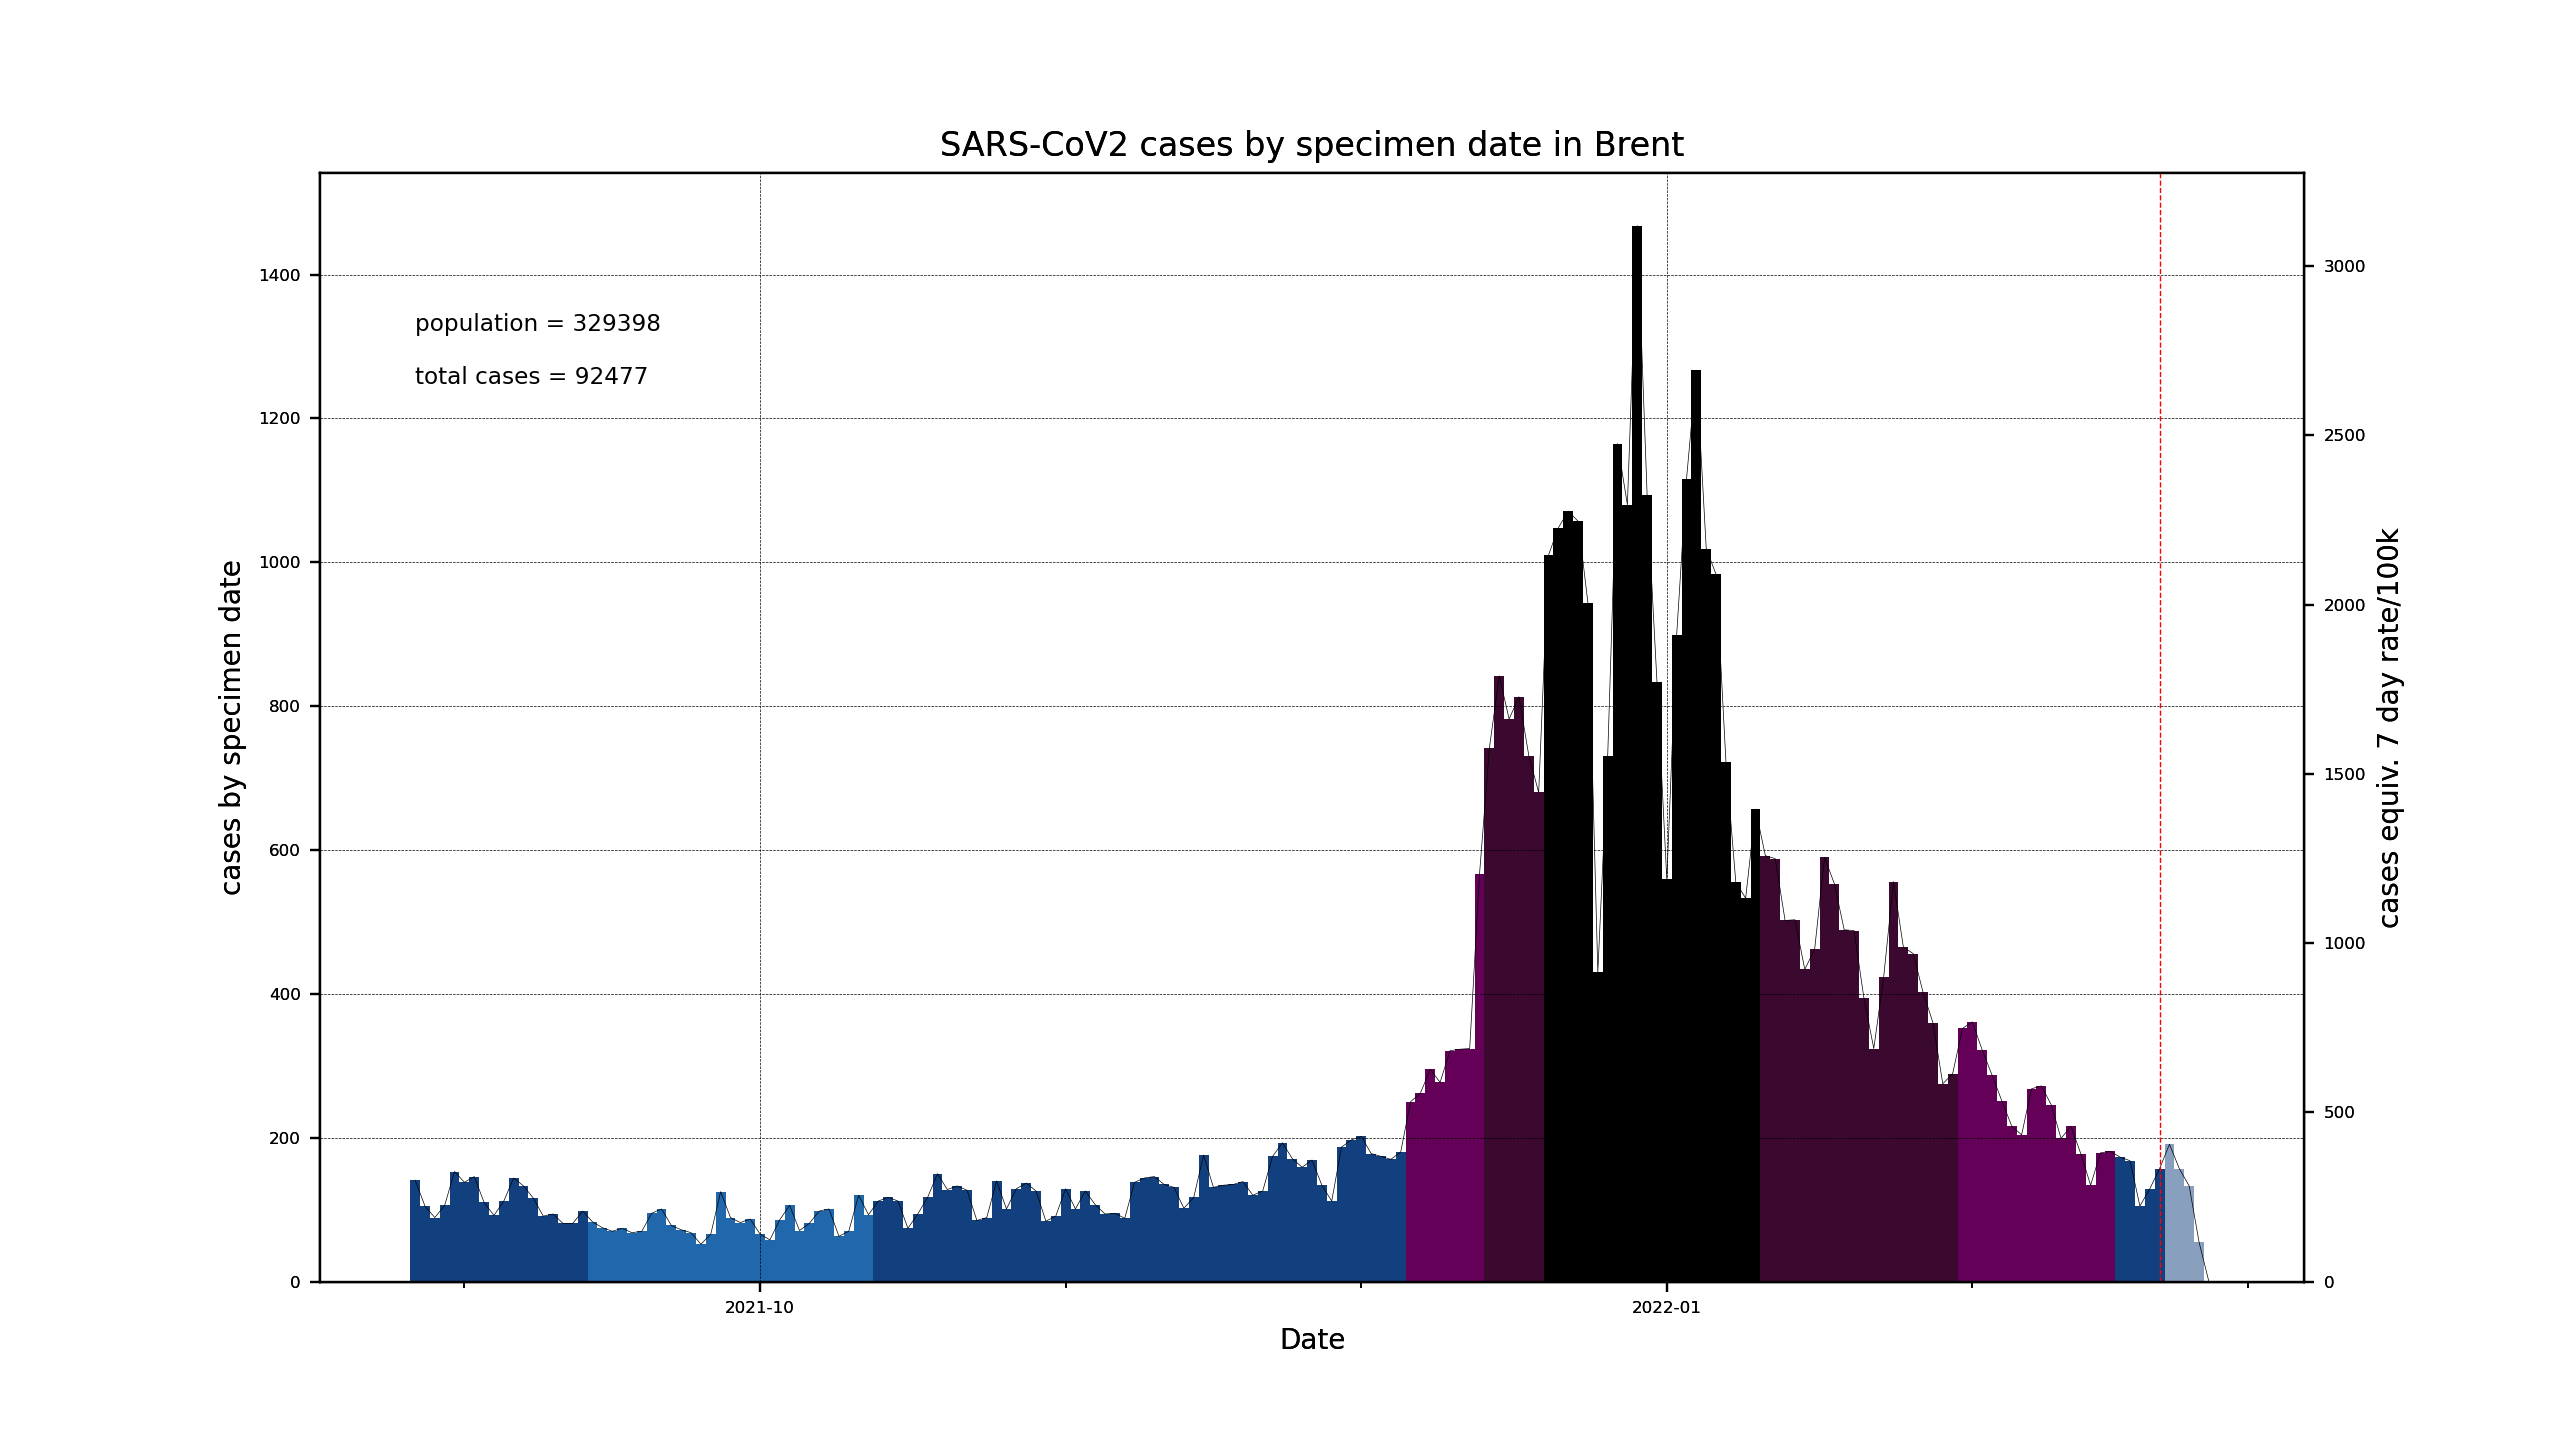 SARS-CoV2 cases by specimen date in Brent
population = 329398
total cases = 92477
cases by specimen date
1400
1200
1000
800
600
400
200
0
3000
2500
2000
1500
1000
500
0
cases equiv. 7 day rate/100k
2021-10
2022-01
Date